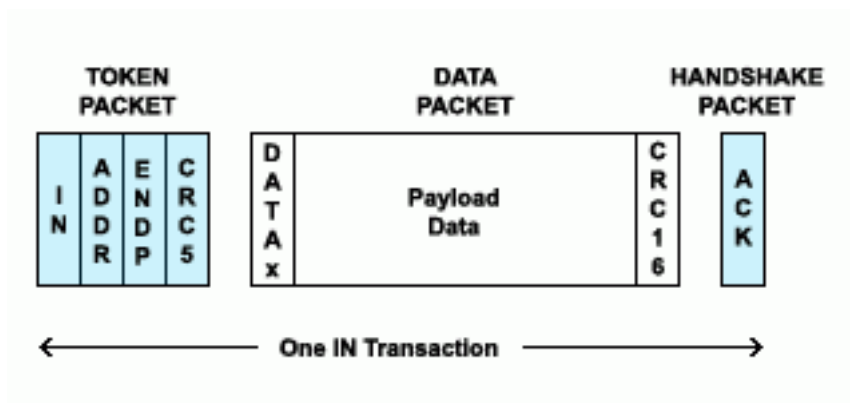 TOKEN
PACKET
DATA
PACKET
HANDSHAKE
PACKET
IN
ADDR
ENDP
CRC5
DATAx
Payload
Data
CRC16
ACK
One IN Transaction